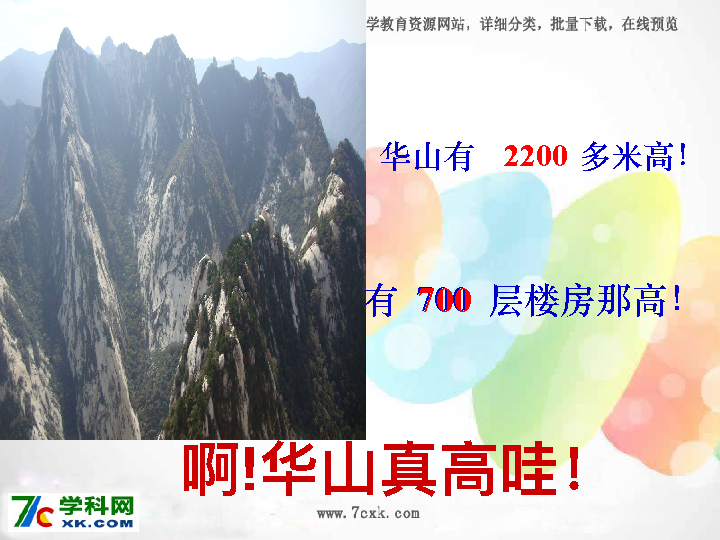 学教育资源网站，详细分类，批量下载，在线预览
华山有 2200 多米高！
有 700 层楼房那高！
啊！华山真高哇！
7C 学科网
XK.COM
www.7cxk.com